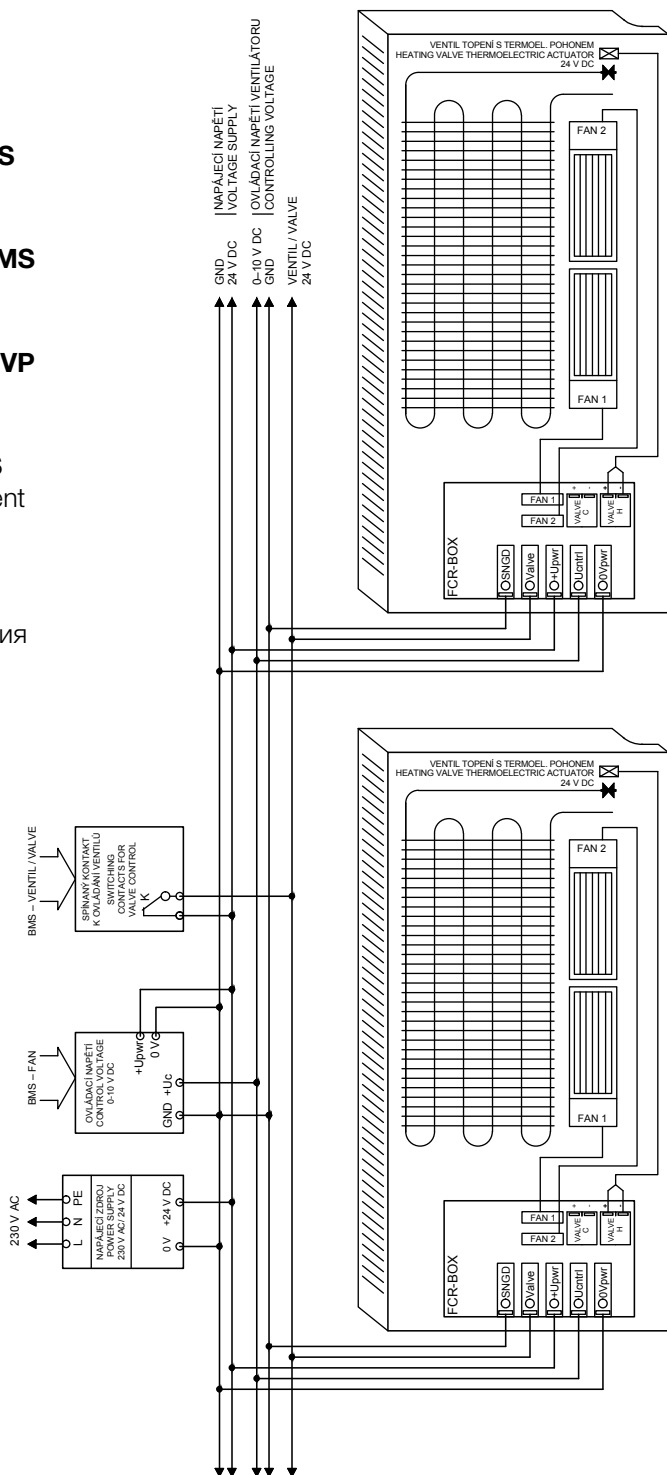 S
MS
VP
S
ent
ия
NAPÁJECÍ NAPĚTÍ
VOLTAGE SUPPLY
OVLÁDACÍ NAPĚTÍ VENTILÁTORU
CONTROLLING VOLTAGE
GND
24 V DC
0–10 V DC
GND
VENTIL / VALVE
24 V DC
VENTIL TOPENÍ S TERMOEL. POHONEM
HEATING VALVE THERMOELECTRIC ACTUATOR
24 V DC
FAN 2
FAN 1
FCR-BOX
FAN 1
FAN 2
VALVE
C
+ -
VALVE
H
+ -
SNGD
Valve
+Upwr
Ucntrl
0Vpwr
BMS – VENTIL / VALVE
SPÍNANÝ KONTAKT
K OVLÁDÁNÍ VENTILŮ
SWITCHING
CONTACTS FOR
VALVE CONTROL
K
BMS – FAN
OVLÁDACÍ NAPĚTÍ
CONTROL VOLTAGE
0-10 V DC
+Upwr
0 V
GND +Uc
230 V AC
L N PE
NAPÁJECÍ ZDROJ
POWER SUPPLY
230 V AC/ 24 V DC
0 V +24 V DC
VENTIL TOPENÍ S TERMOEL. POHONEM
HEATING VALVE THERMOELECTRIC ACTUATOR
24 V DC
FAN 2
FAN 1
FCR-BOX
FAN 1
FAN 2
VALVE
C
+ -
VALVE
H
+ -
SNGD
Valve
+Upwr
Ucntrl
0Vpwr